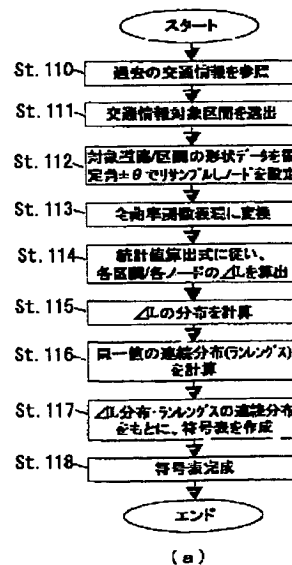 スタート
St. 110
過去の交通情報を参照
St. 111
交通情報対象区間を選出
St. 112
対象道路/区間の形状データを固
定角±θでリサンプルしノードを設定
St. 113
に変換
St. 114
統計値算出式に従い、
各区間/各ノードの⊿Lを算出
St. 115
⊿Lの分布を計算
St. 116
同一値の連続分布(ランレングス)
を計算
St. 117
⊿L分布・ランレングスの連続分布
をもとに、符号表を作成
St. 118
符号表完成
エンド
(a)